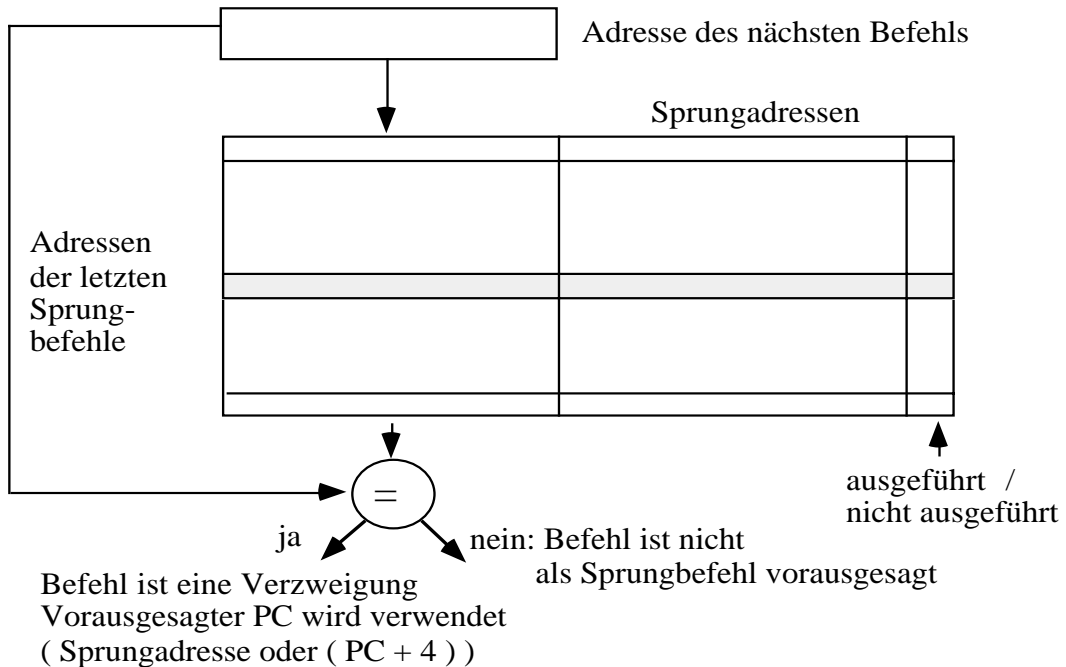 Adresse des nächsten Befehls
Sprungadressen
Adressen
der letzten
Sprung-
befehle
=
ausgeführt /
nicht ausgeführt
ja
nein: Befehl ist nicht
als Sprungbefehl vorausgesagt
Befehl ist eine Verzweigung
Vorausgesagter PC wird verwendet
( Sprungadresse oder ( PC + 4 ) )